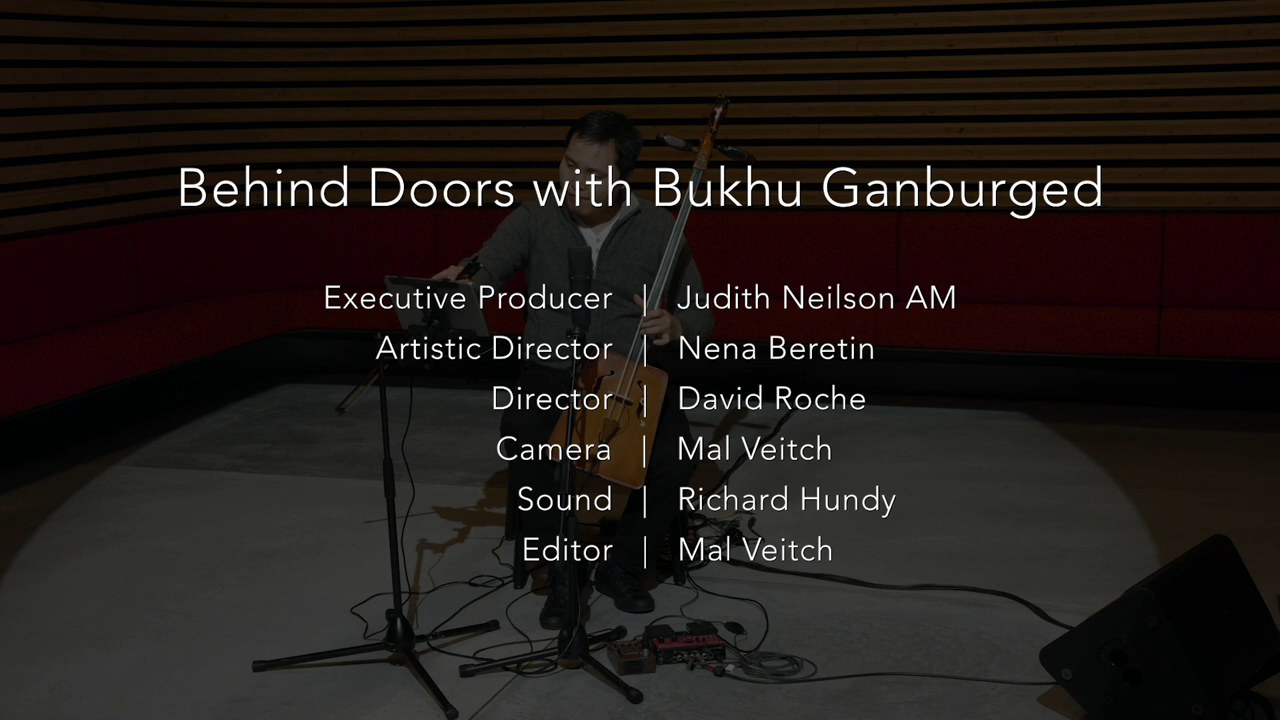 Behind Doors with Bukhu Ganburged
Executive Producer | Judith Neilson AM
Artistic Director | Nena Beretin
Director | David Roche
Camera | Mal Veitch
Sound | Richard Hundy
Editor | Mal Veitch